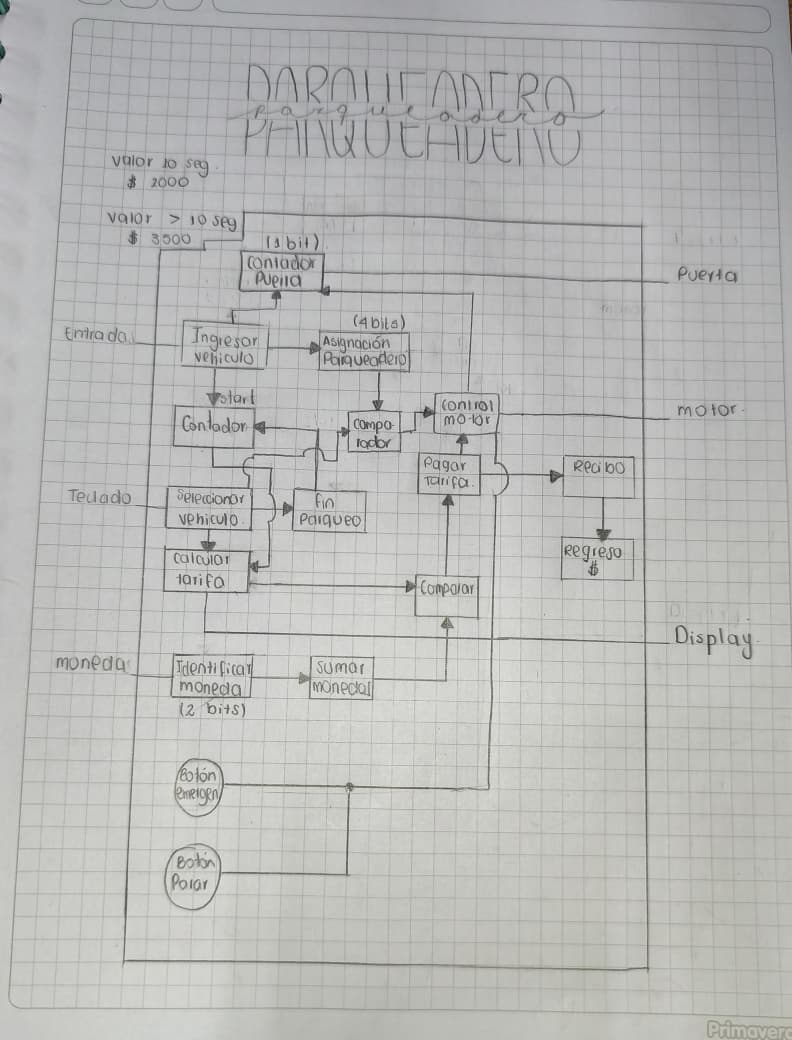 PARQUEADERO
parqueadero
valor 10 seg.
$ 2000
valor > 10 seg
$ 3500
(1 bit)
Contador
Puerta
Puerta
Entrada
Ingresar
vehiculo
(4 bits)
Asignación
Parqueadero
start
Contador
Compa-
rador
Control
motor
motor.
Pagar
Tarifa.
Recibo
Teclado
Seleccionar
vehiculo
Fin
Parqueo
calcular
tarifa
Regreso
$
Comparar
Display
moneda
Identificar
moneda
(2 bits)
sumar
monedas
Botón
emergen
Botón
Parar
Primavera